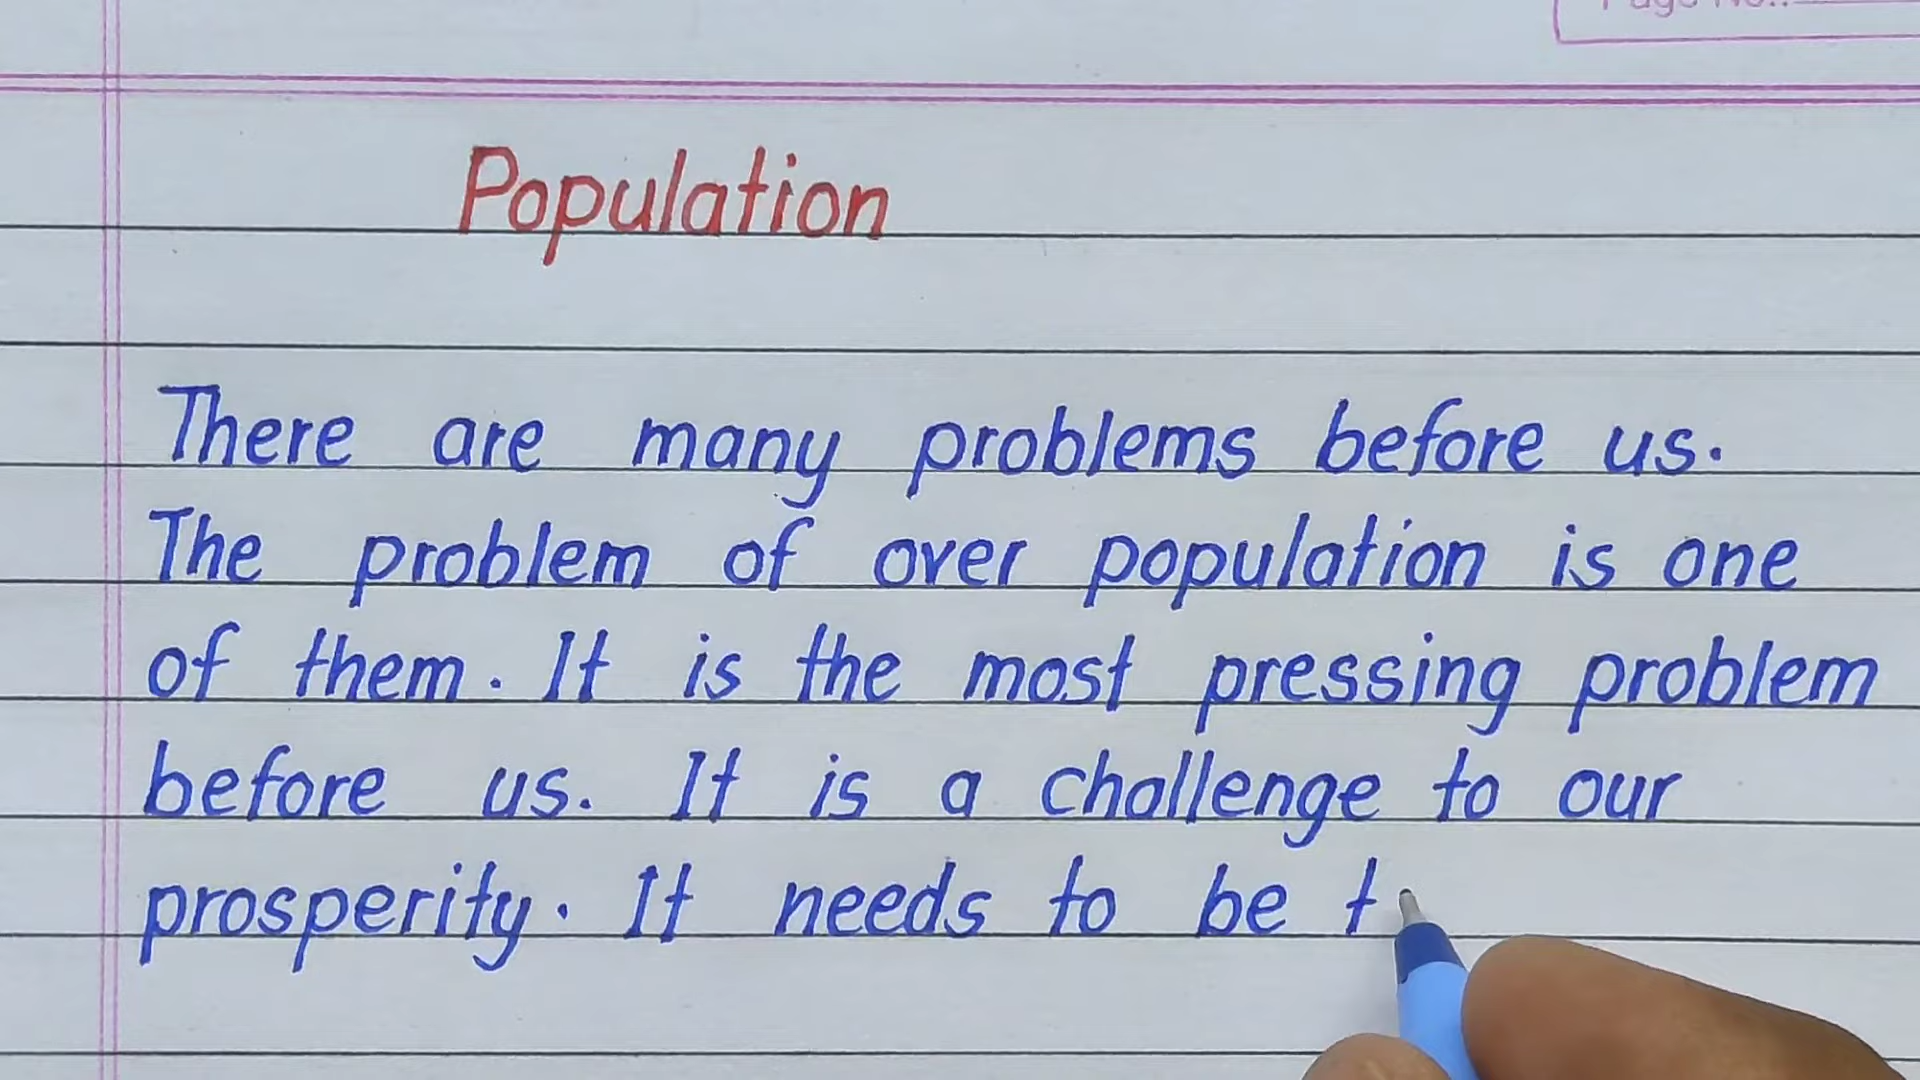 Population
There are many problems before us.
The problem of over population is one
of them. It is the most pressing problem
before us. It is a challenge to our
prosperity. It needs to be t